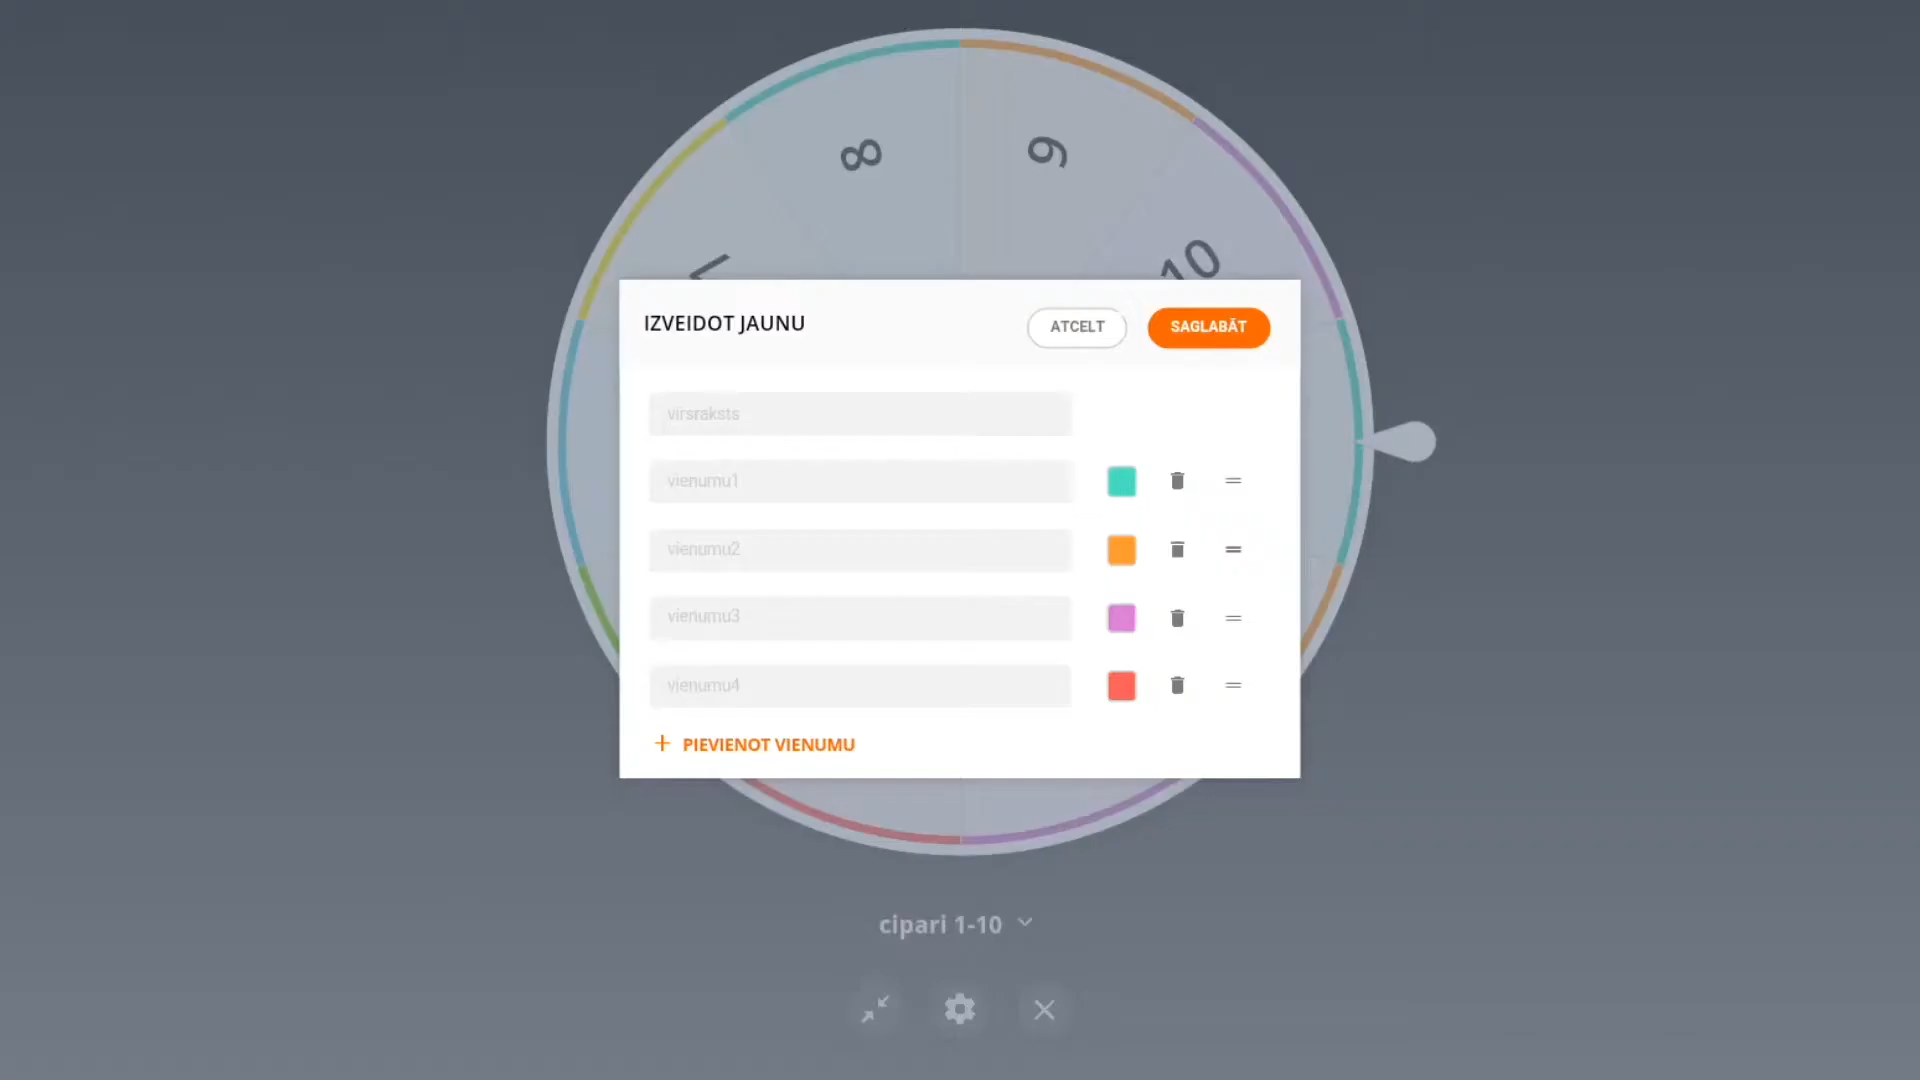 8
9
10
IZVEIDOT JAUNU
ATCELT
SAGLABĀT
virsraksts
vienumu1
vienumu2
vienumu3
vienumu4
+ PIEVIENOT VIENUMU
cipari 1-10